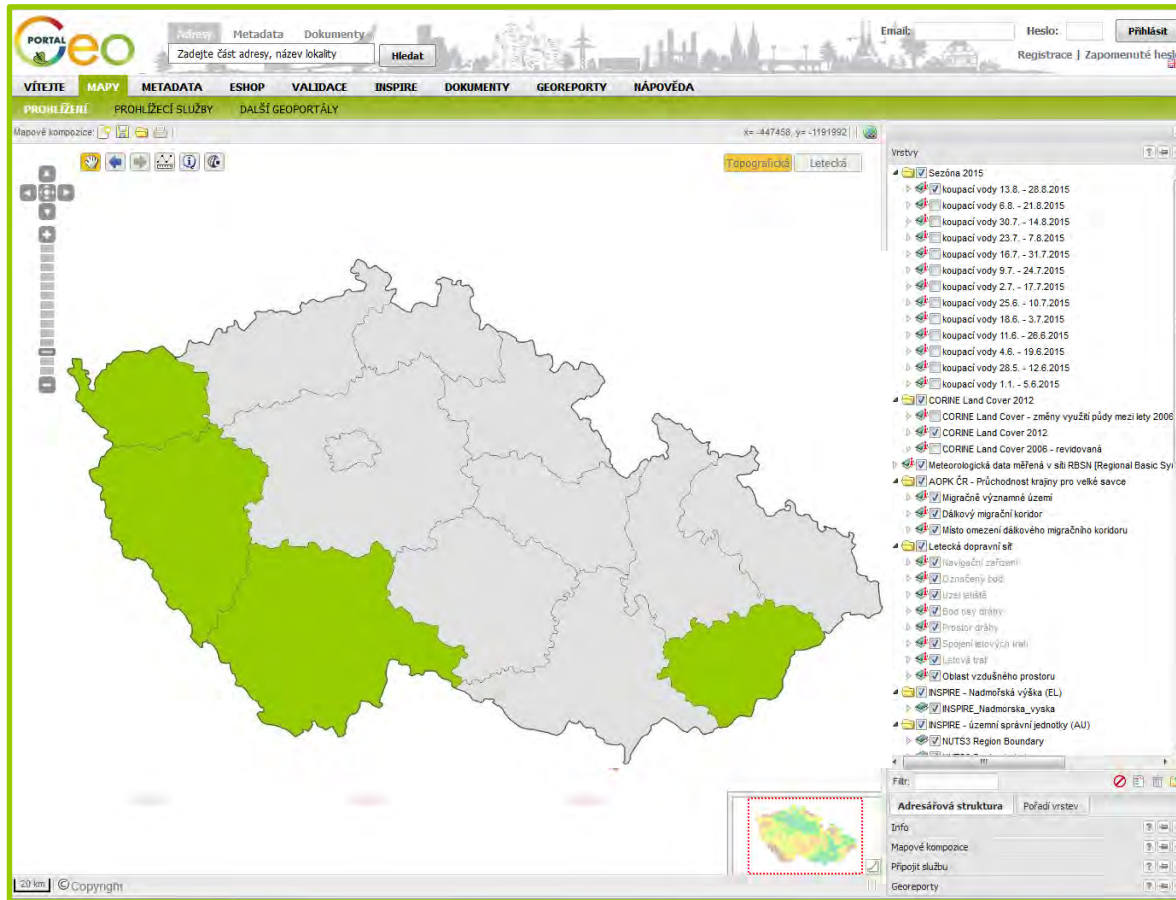 PORTAL
Geo
Adresy Metadata Dokumenty
Zadejte část adresy, název lokality
Hledat
Email:
Heslo:
Přihlásit
Registrace | Zapomenuté
VÍTEJTE MAPY METADATA ESHOP VALIDACE INSPIRE DOKUMENTY GEOREPORTY NÁPOVĚDA
PROHLÍŽENÍ PROHLÍŽECÍ SLUŽBY DALŠÍ GEOPORTÁLY
Mapové kompozice:
x= -447458, y= -1191992
Topografická Letecká
Vrstvy
Sezóna 2015
koupací vody 13.8. - 28.8.2015
koupací vody 6.8. - 21.8.2015
koupací vody 30.7. - 14.8.2015
koupací vody 23.7. - 7.8.2015
koupací vody 16.7. - 31.7.2015
koupací vody 9.7. - 24.7.2015
koupací vody 2.7. - 17.7.2015
koupací vody 25.6. - 10.7.2015
koupací vody 18.6. - 3.7.2015
koupací vody 11.6. - 26.6.2015
koupací vody 4.6. - 19.6.2015
koupací vody 28.5. - 12.6.2015
koupací vody 1.1. - 5.6.2015
CORINE Land Cover 2012
CORINE Land Cover - změny využití půdy mezi lety 2006
CORINE Land Cover 2012
CORINE Land Cover 2006 - revidovaná
Meteorologická data měřená v síti RBSN [Regional Basic Sy
AOPK ČR - Průchodnost krajiny pro velké savce
Migračně významné území
Dálkový migrační koridor
Místo omezení dálkového migračního koridoru
Letecká dopravní síť
Navigační zařízení
Označený bod
Uzel letiště
Bod osy dráhy
Prostor dráhy
Spojení letových tratí
Letová trať
Oblast vzdušného prostoru
INSPIRE - Nadmořská výška (EL)
INSPIRE_Nadmorska_vyska
INSPIRE - územní správní jednotky (AU)
NUTS3 Region Boundary
Filtr:
Adresářová struktura Pořadí vrstev
Info
Mapové kompozice
Připojit službu
Georeporty
20 km © Copyright